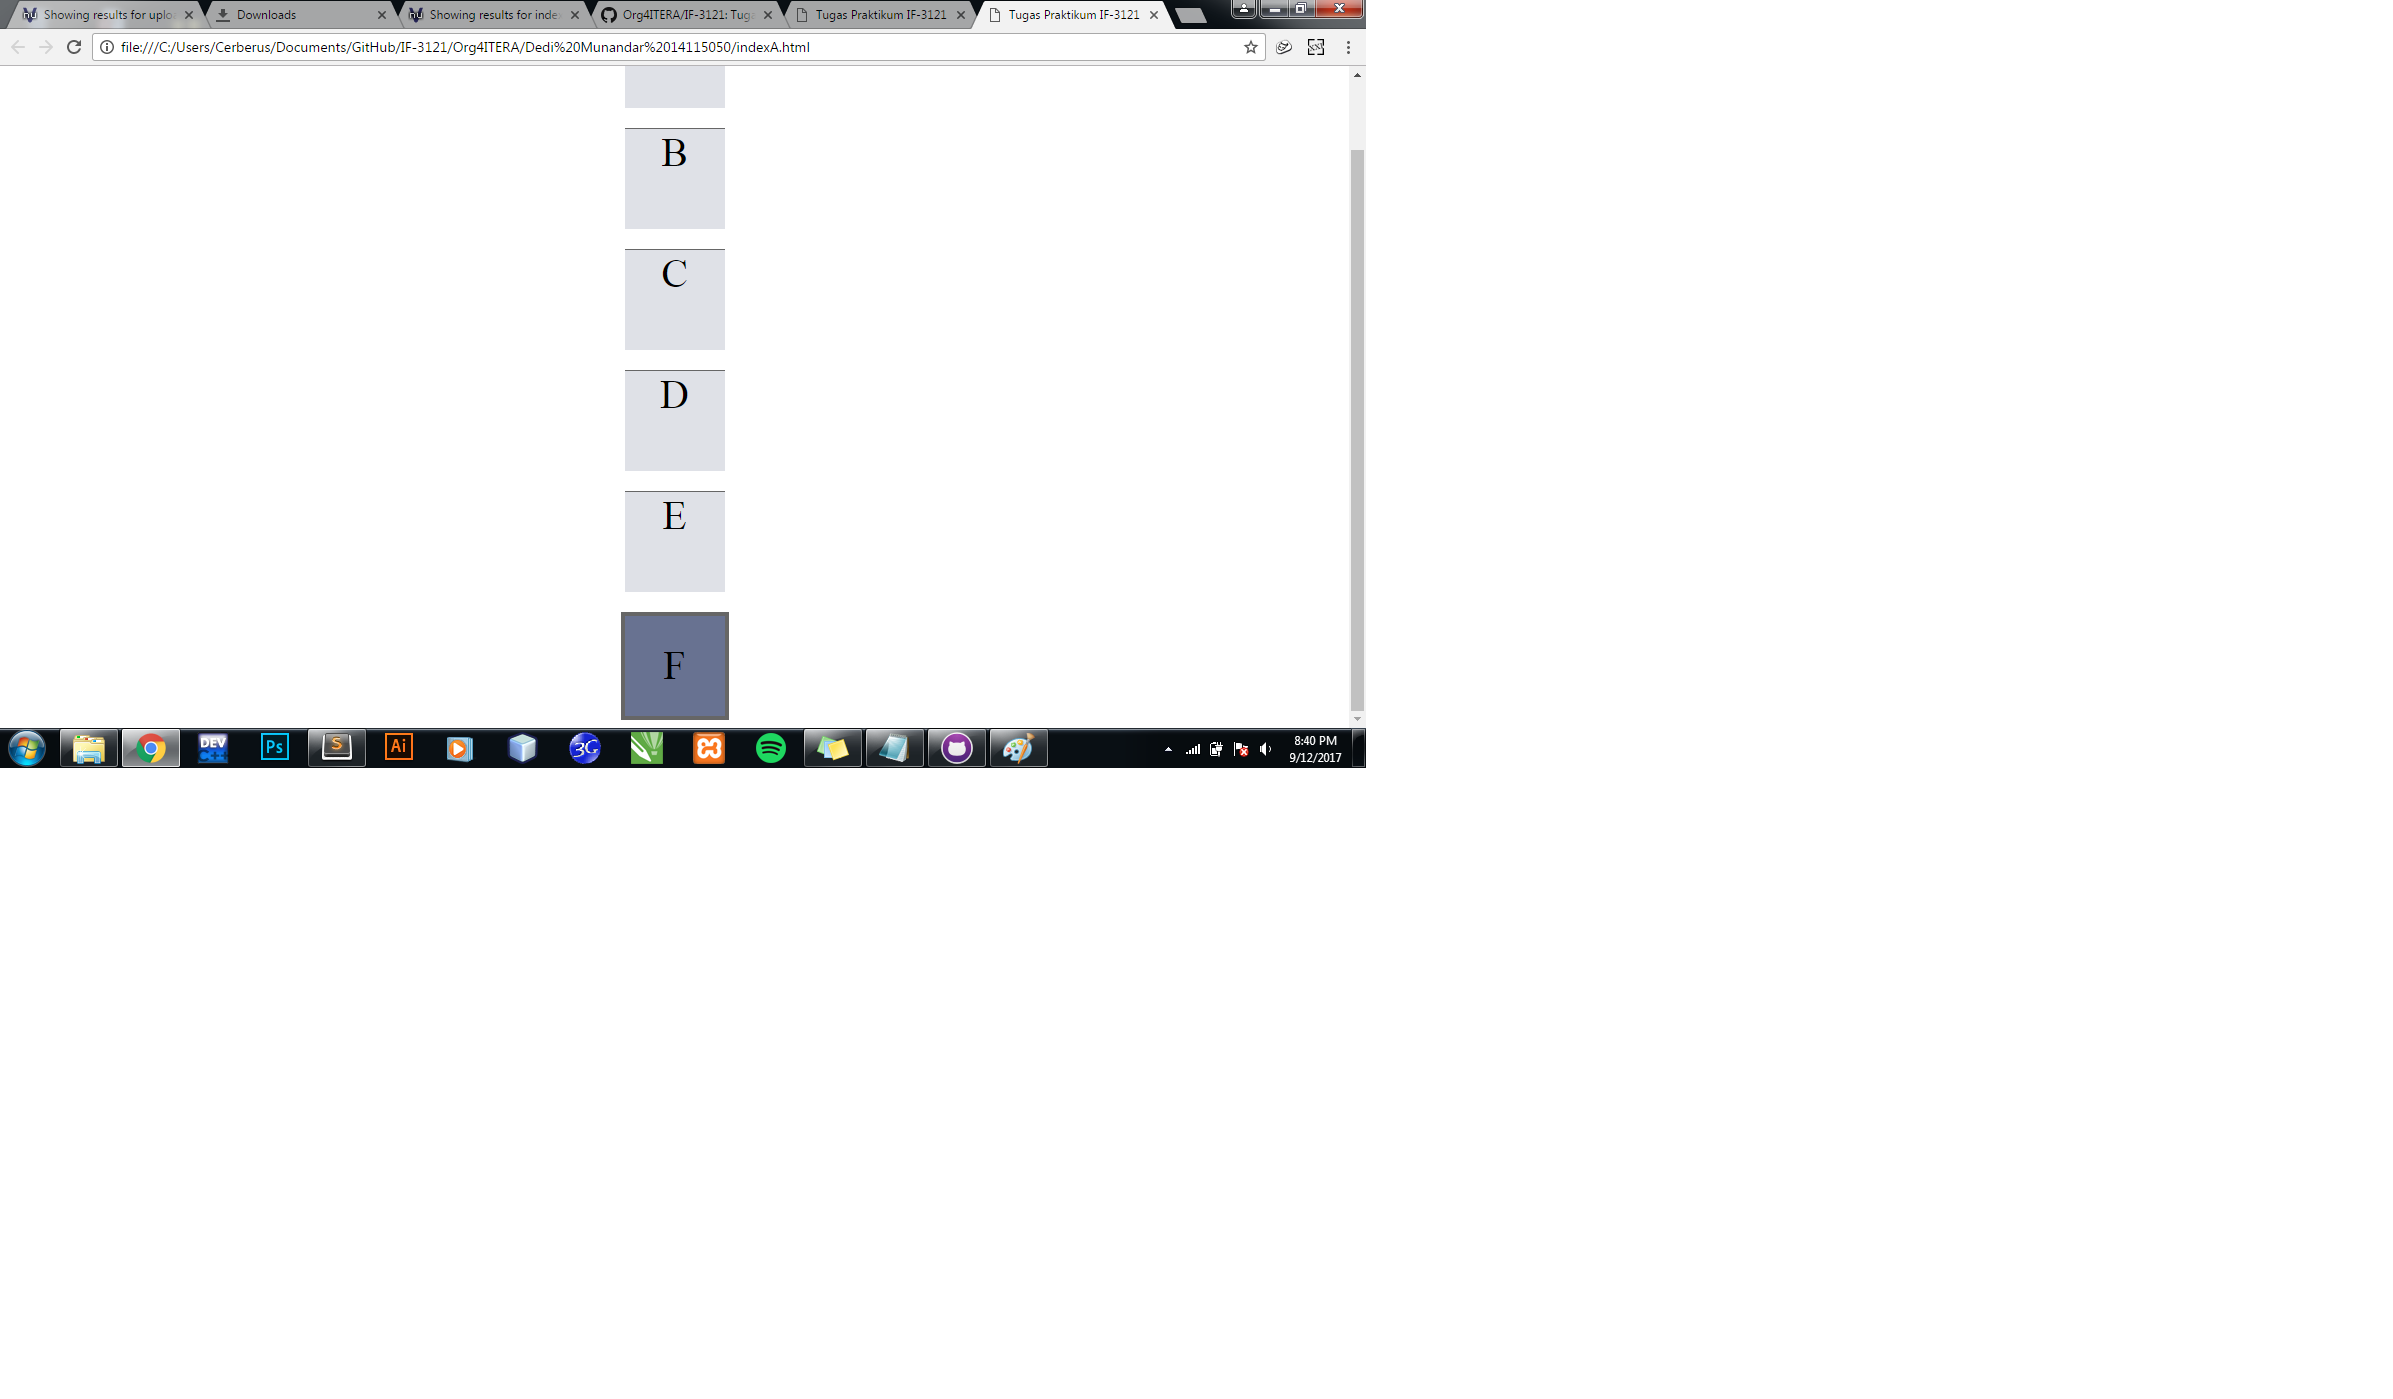 Showing results for uplo
Downloads
Showing results for inde
Org4ITERA/IF-3121: Tuga
Tugas Praktikum IF-3121
Tugas Praktikum IF-3121
file:///C:/Users/Cerberus/Documents/GitHub/IF-3121/Org4ITERA/Dedi%20Munandar%2014115050/indexA.html
B
C
D
E
F
DEV
C++
Ps
S
Ai
3G
8:40 PM
9/12/2017